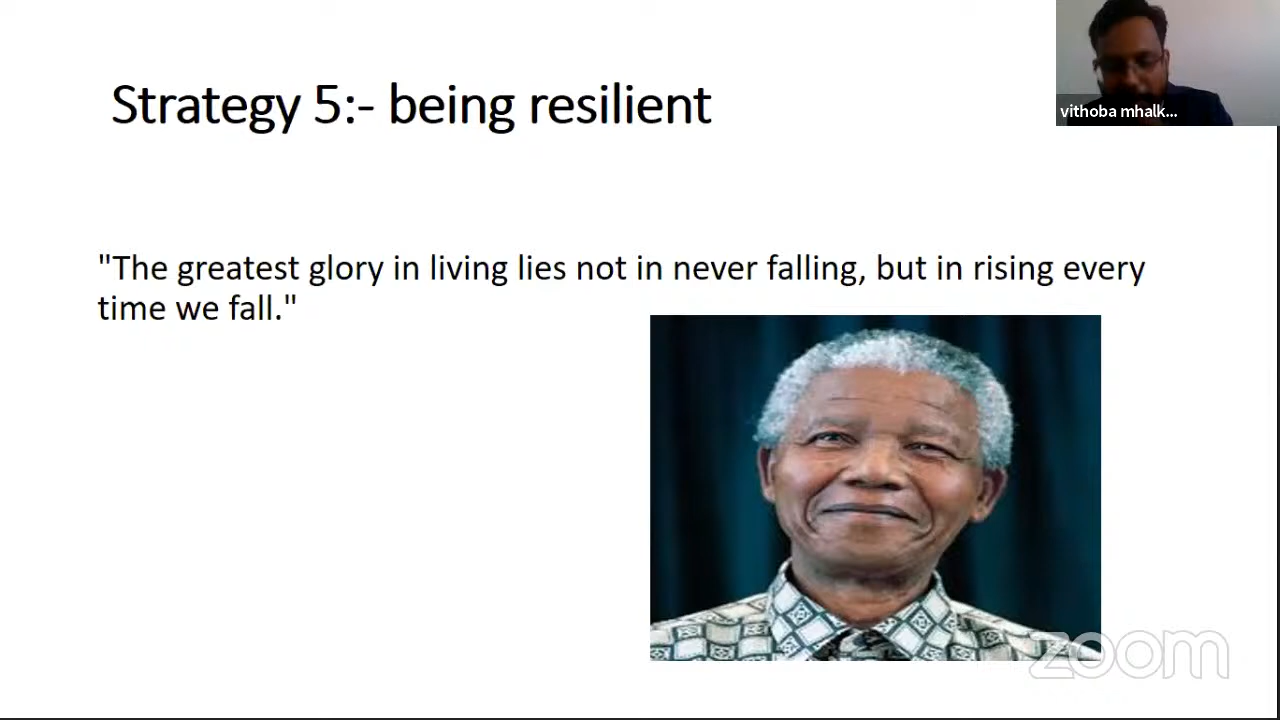 Strategy 5:- being resilient
vithoba mhalk...
"The greatest glory in living lies not in never falling, but in rising every
time we fall."
zoom